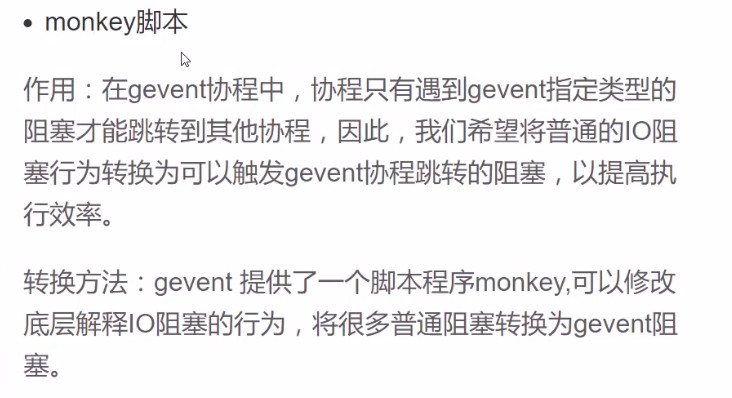 • monkey脚本
作用：在gevent协程中，协程只有遇到gevent指定类型的
阻塞才能跳转到其他协程，因此，我们希望将普通的IO阻
塞行为转换为可以触发gevent协程跳转的阻塞，以提高执
行效率。
转换方法：gevent 提供了一个脚本程序monkey,可以修改
底层解释IO阻塞的行为，将很多普通阻塞转换为gevent阻
塞。